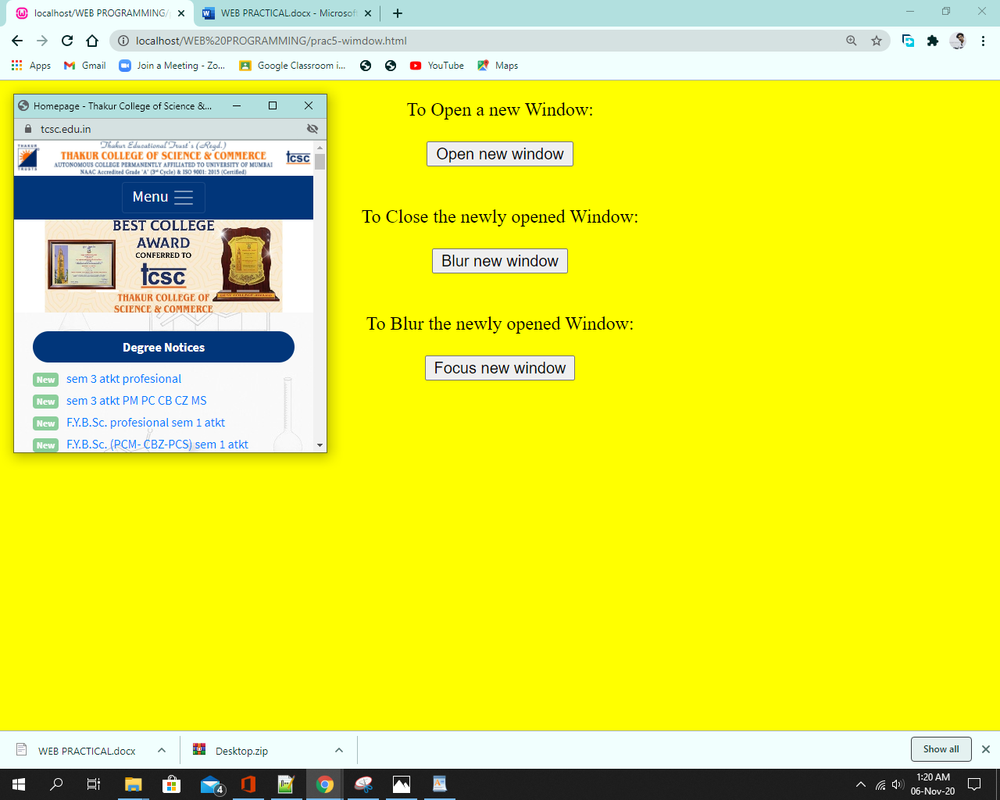 localhost/WEB PROGRAMMING/
WEB PRACTICAL.docx - Microsoft
localhost/WEB%20PROGRAMMING/prac5-wimdow.html
Apps
Gmail
Join a Meeting - Zo...
Google Classroom i...
YouTube
Maps
Homepage - Thakur College of Science &...
tcsc.edu.in
THAKUR
TRUSTS
Thakur Educational Trust's (Regd.)
THAKUR COLLEGE OF SCIENCE & COMMERCE
AUTONOMOUS COLLEGE PERMANENTLY AFFILIATED TO UNIVERSITY OF MUMBAI
NAAC Accredited Grade 'A' (3rd Cycle) & ISO 9001: 2015 (Certified)
tcsc
Menu
BEST COLLEGE
AWARD
CONFERRED TO
tcsc
THAKUR COLLEGE OF
SCIENCE & COMMERCE
BEST COLLEGE AWARD
Degree Notices
New sem 3 atkt profesional
New sem 3 atkt PM PC CB CZ MS
New F.Y.B.Sc. profesional sem 1 atkt
New F.Y.B.Sc. (PCM- CBZ-PCS) sem 1 atkt
To Open a new Window:
Open new window
To Close the newly opened Window:
Blur new window
To Blur the newly opened Window:
Focus new window
WEB PRACTICAL.docx
Desktop.zip
Show all
4
1:20 AM
06-Nov-20